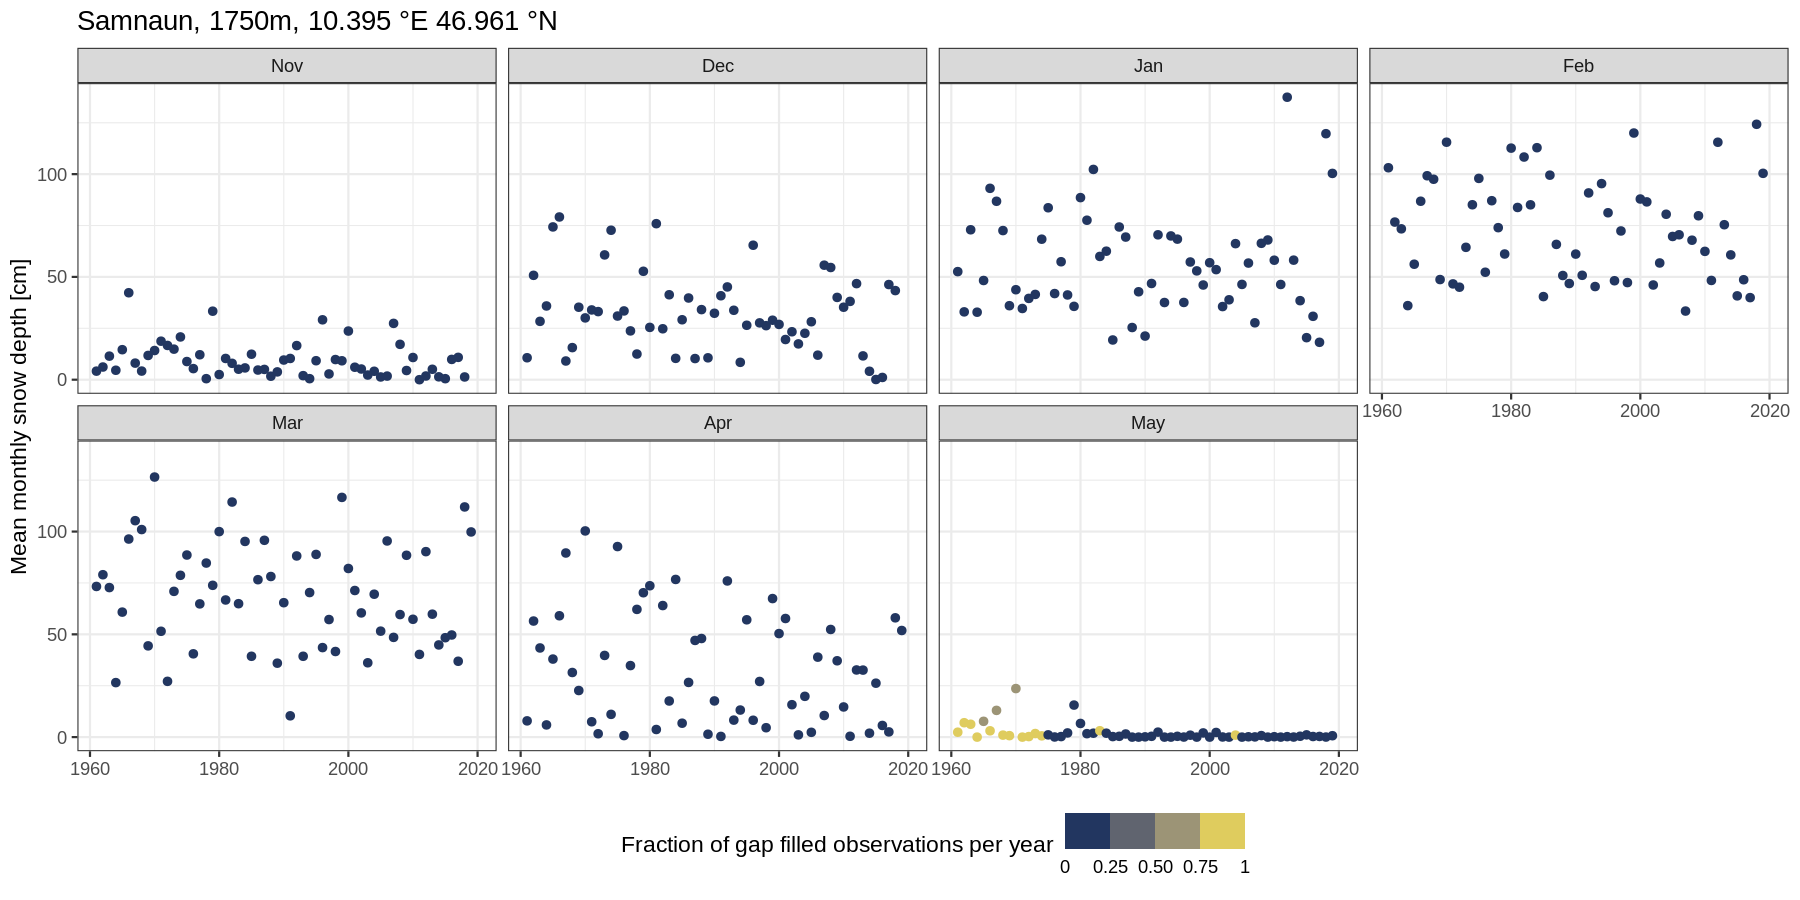 Samnaun, 1750m, 10.395 °E 46.961 °N
Nov Dec Jan Feb
Mean monthly snow depth [cm]
100
50
0
1960 1980 2000 2020
Mar Apr May
100
50
0
1960 1980 2000 2020 1960 1980 2000 2020 1960 1980 2000 2020
Fraction of gap filled observations per year
0 0.25 0.50 0.75 1